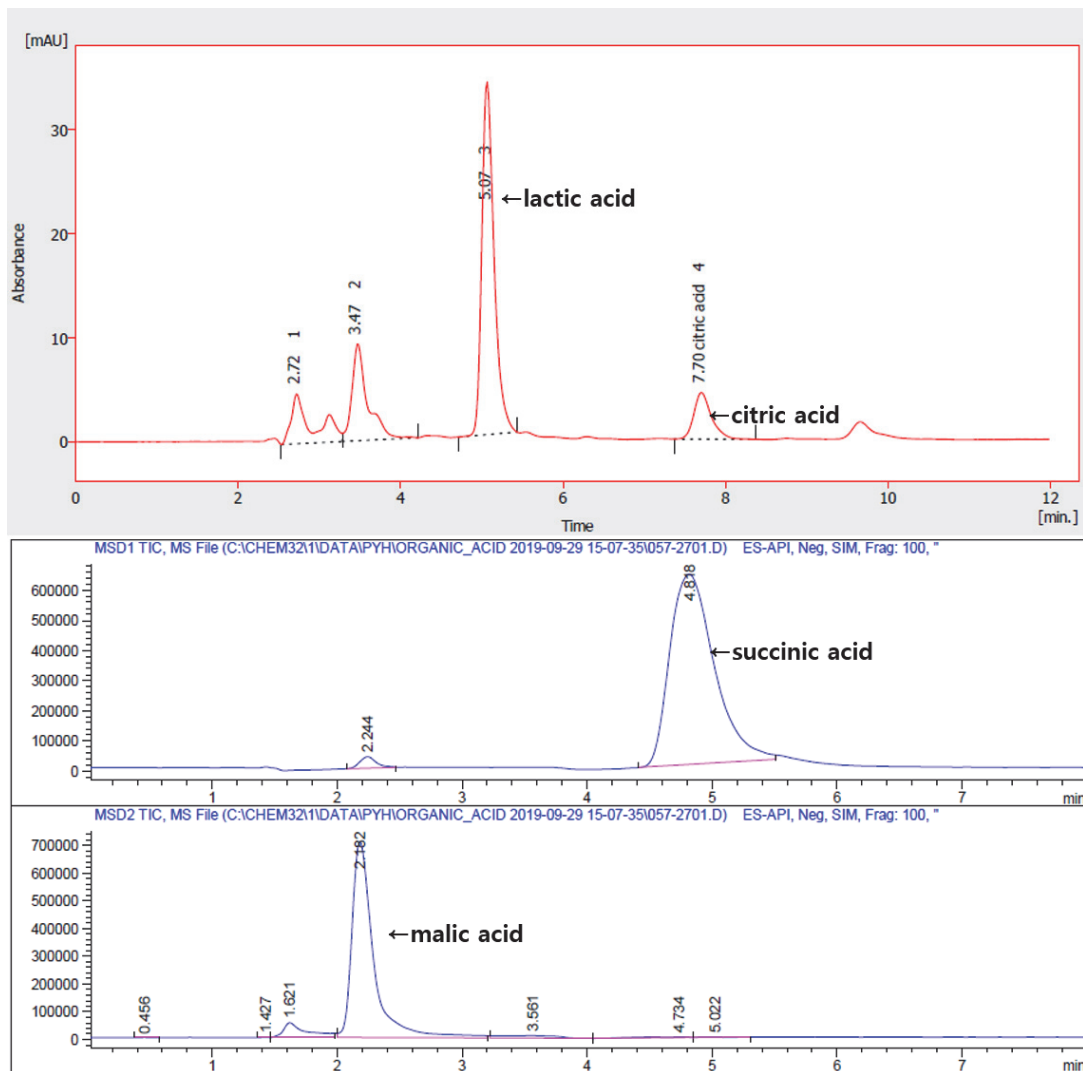 [mAU]
30
20
10
0
Absorbance
2.72 1
3.47 2
5.07 3
←lactic acid
7.70 citric acid 4
←citric acid
0 2 4 6 8 10 12
[min.]
Time
MSD1 TIC, MS File (C:\CHEM32\1\DATA\PYH\ORGANIC_ACID 2019-09-29 15-07-35\057-2701.D) ES-API, Neg, SIM, Frag: 100, "
600000
500000
400000
300000
200000
100000
0
2.244
4.818
←succinic acid
1 2 3 4 5 6 7 min
MSD2 TIC, MS File (C:\CHEM32\1\DATA\PYH\ORGANIC_ACID 2019-09-29 15-07-35\057-2701.D) ES-API, Neg, SIM, Frag: 100, "
700000
600000
500000
400000
300000
200000
100000
0
0.456
1.427
1.621
2.182
←malic acid
3.561
4.734
5.022
1 2 3 4 5 6 7 min